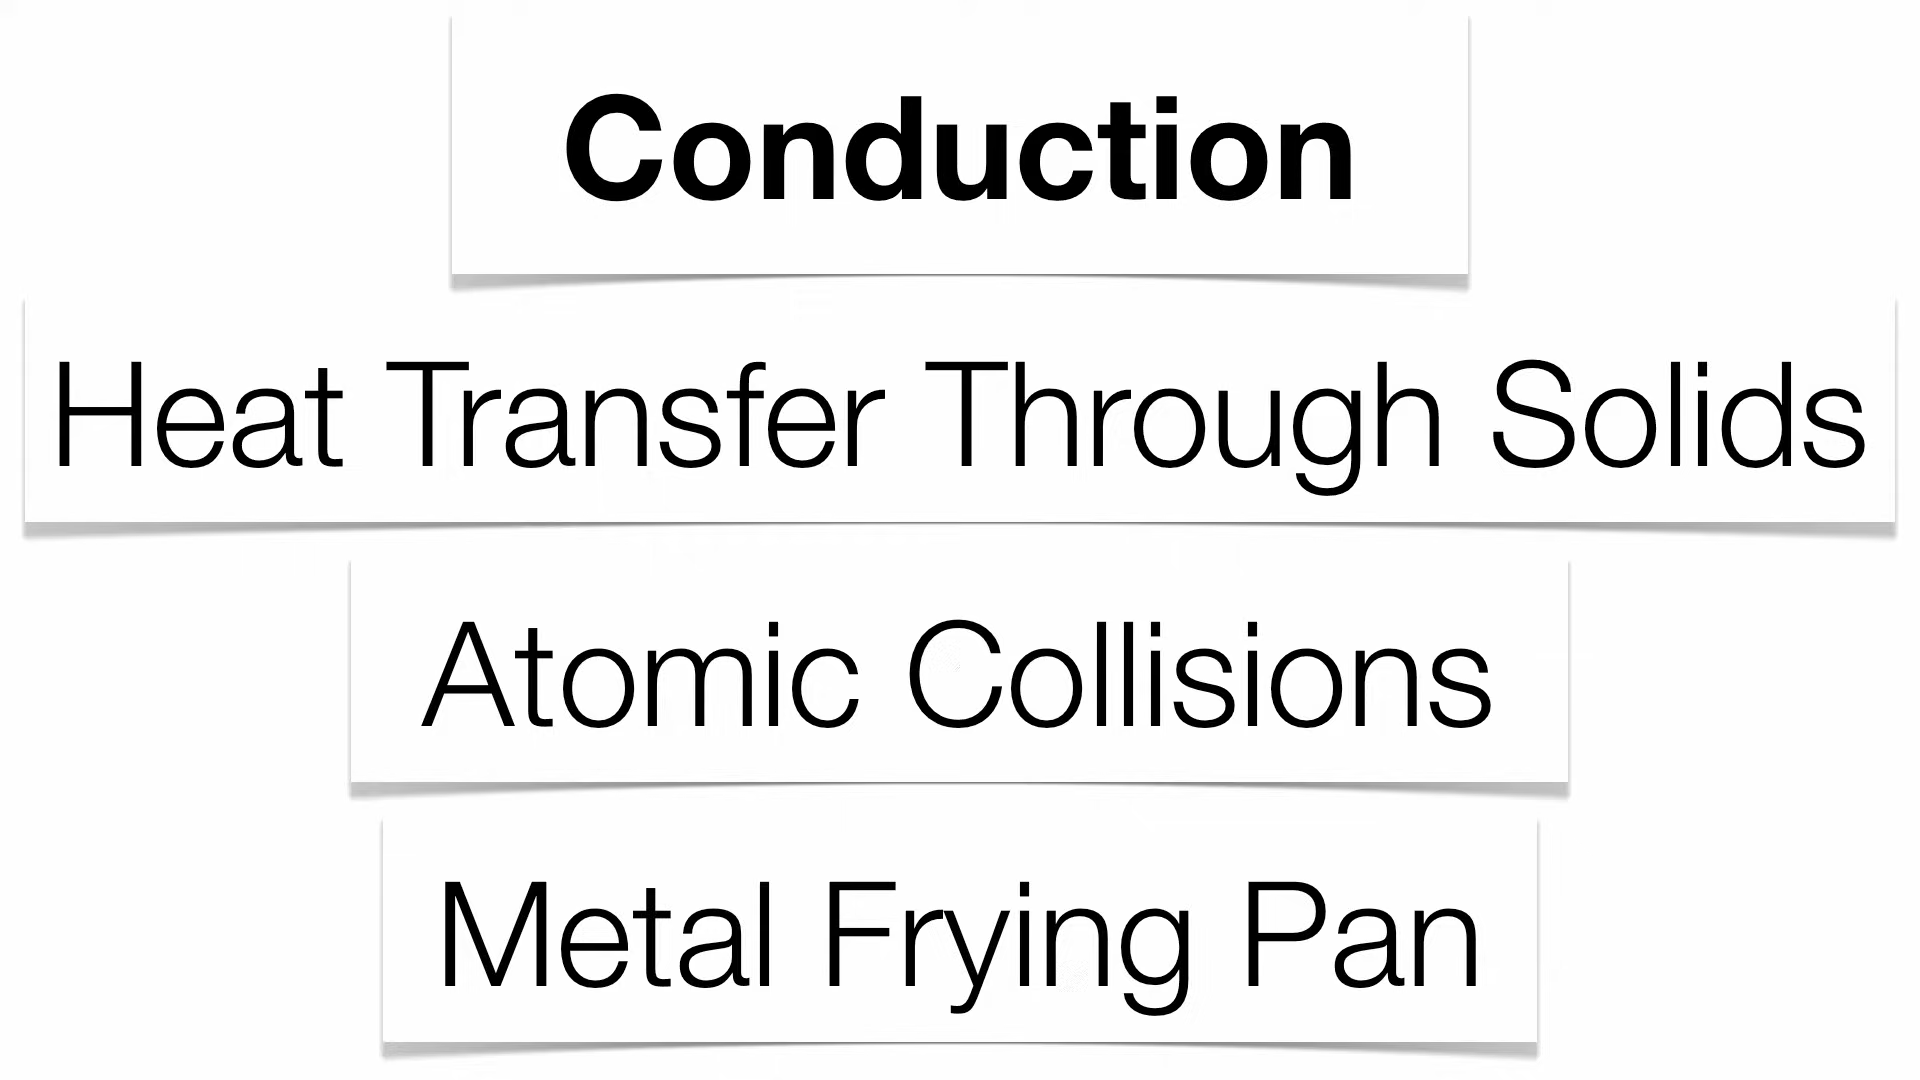 Conduction
Heat Transfer Through Solids
Atomic Collisions
Metal Frying Pan